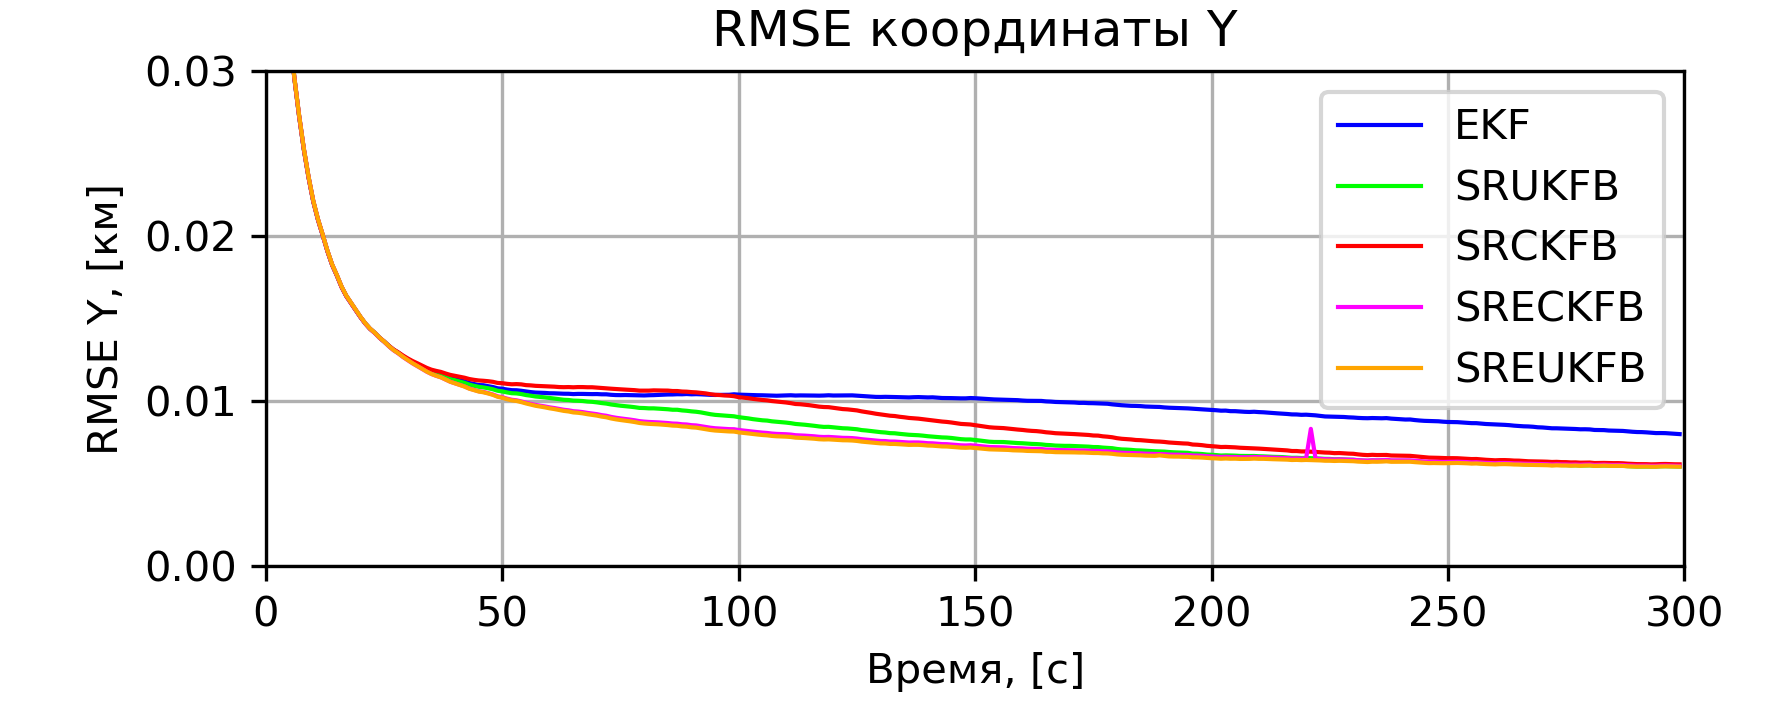 RMSE координаты Y
0.03
0.02
0.01
0.00
RMSE Y, [км]
EKF
SRUKFB
SRCKFB
SRECKFB
SREUKFB
0 50 100 150 200 250 300
Время, [с]